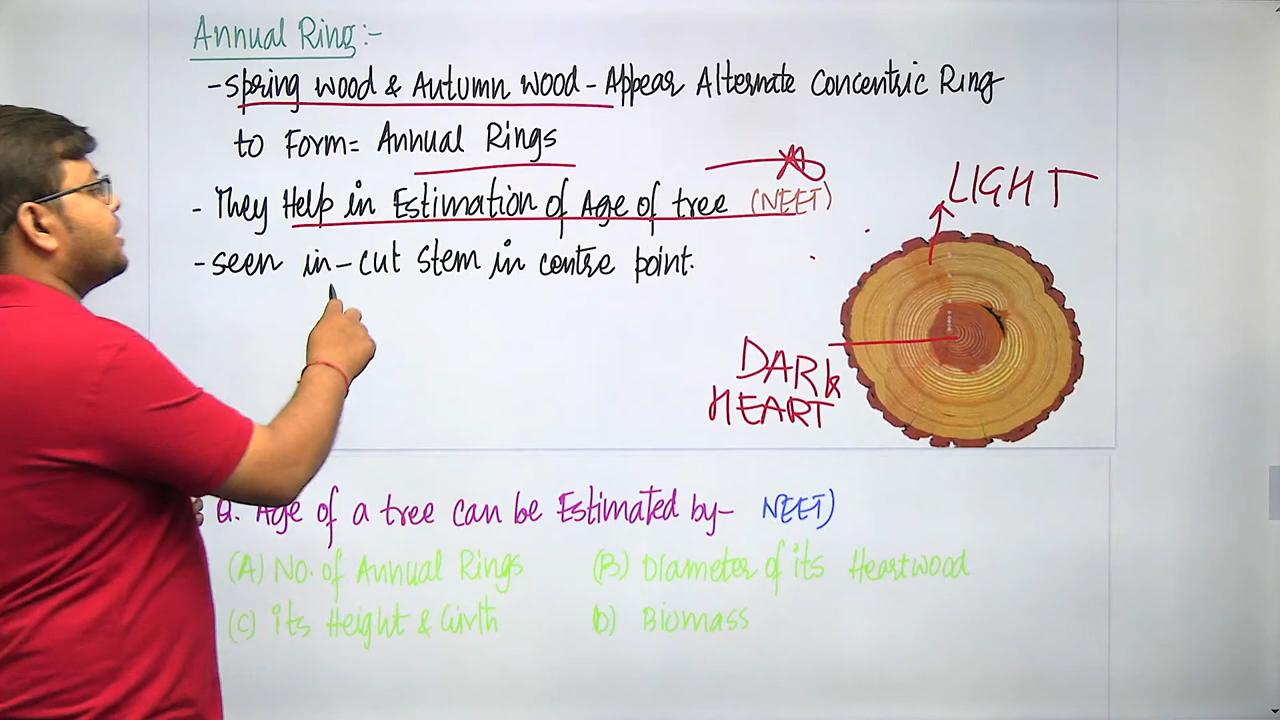 Annual Ring:-
-Spring wood & Autumn wood - Appear Alternate Concentric Ring
to Form= Annual Rings
- They Help in Estimation of Age of tree (NEET)
- seen in-cut stem in centre point.
LIGHT
DARK
HEART
Q. Age of a tree can be Estimated by- NEET)
(A) No. of Annual Rings (B) Diameter of its Heartwood
(C) its Height & Girth D) Biomass